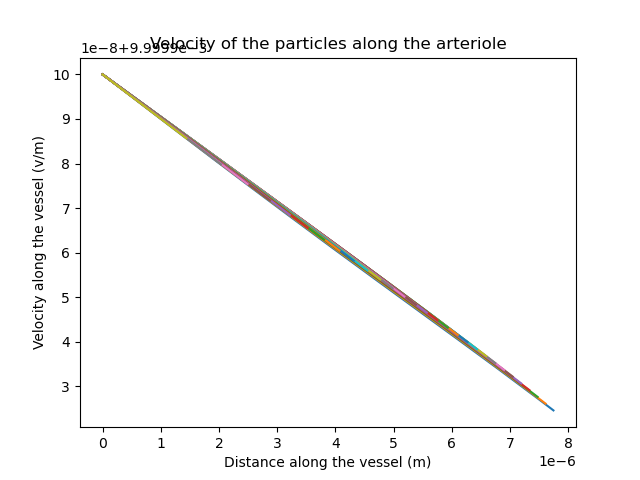 Velocity of the particles along the arteriole
1e−8+9.9999e−3
10
9
8
7
6
5
4
3
Velocity along the vessel (v/m)
0 1 2 3 4 5 6 7 8
1e−6
Distance along the vessel (m)